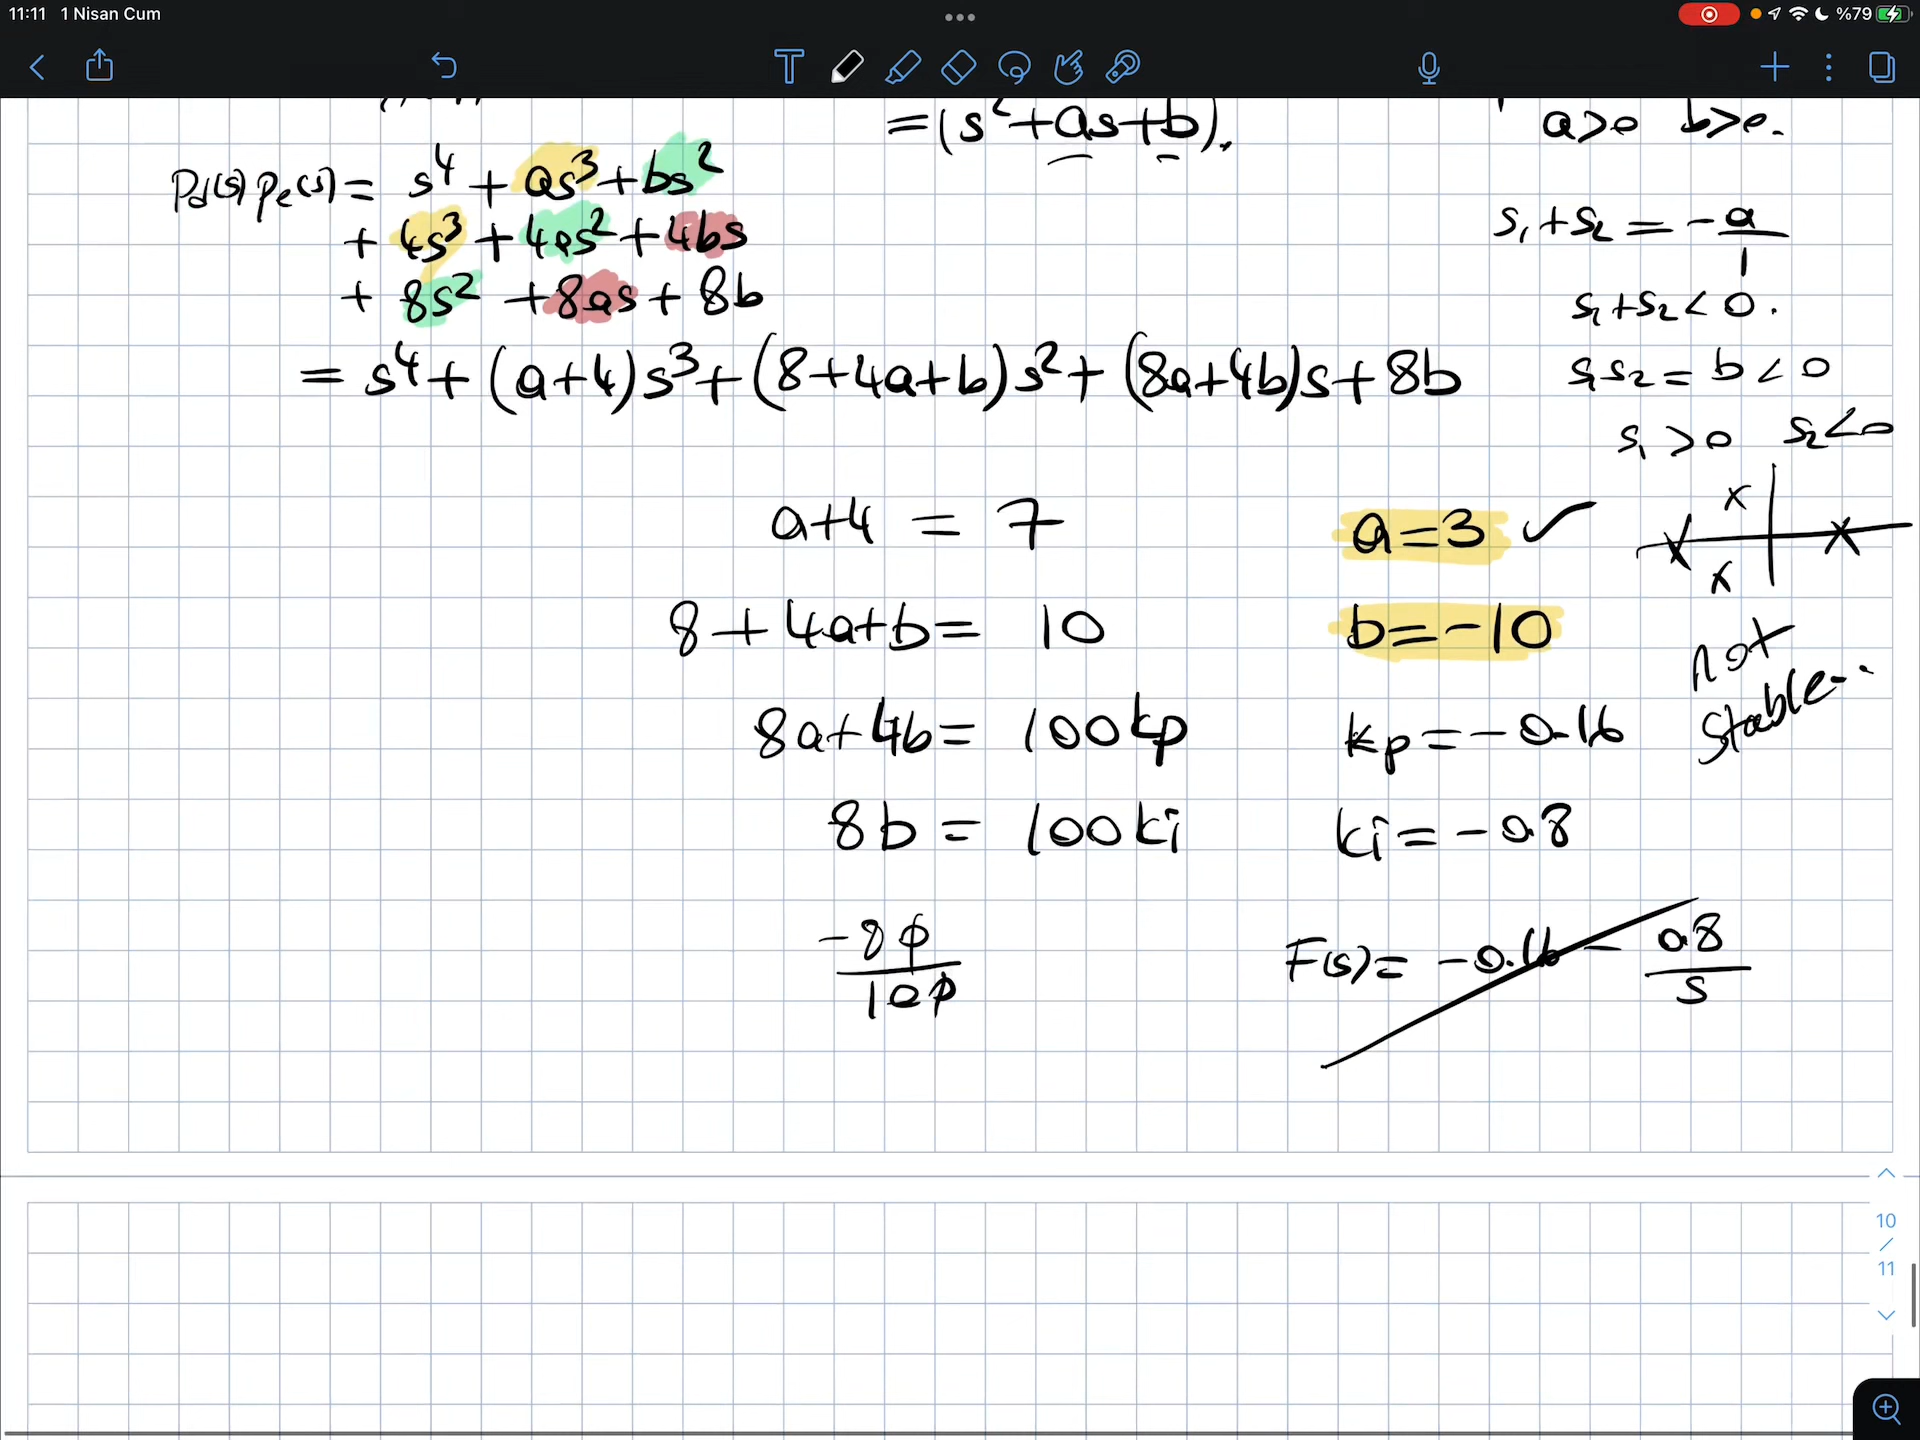 11:11 1 Nisan Cum
%79
T
=(s²+as+b).
a>0 b>0.
Pd(s) Pe(s) = s⁴ + as³ + bs²
+ 4s³ + 4as² + 4bs
+ 8s² + 8as + 8b
= s⁴ + (a+4)s³ + (8+4a+b)s² + (8a+4b)s + 8b
s₁+s₂ = -a/1
s₁+s₂ < 0.
s₁s₂ = b < 0
s₁ > 0 s₂ < 0
a+4 = 7
a=3 ✓
8+4a+b = 10
b=-10
not stable..
8a+4b = 100kp
kp = -0.16
8b = 100ki
ki = -0.8
-80/100
F(s) = -0.16 - 0.8/s
10
/
11